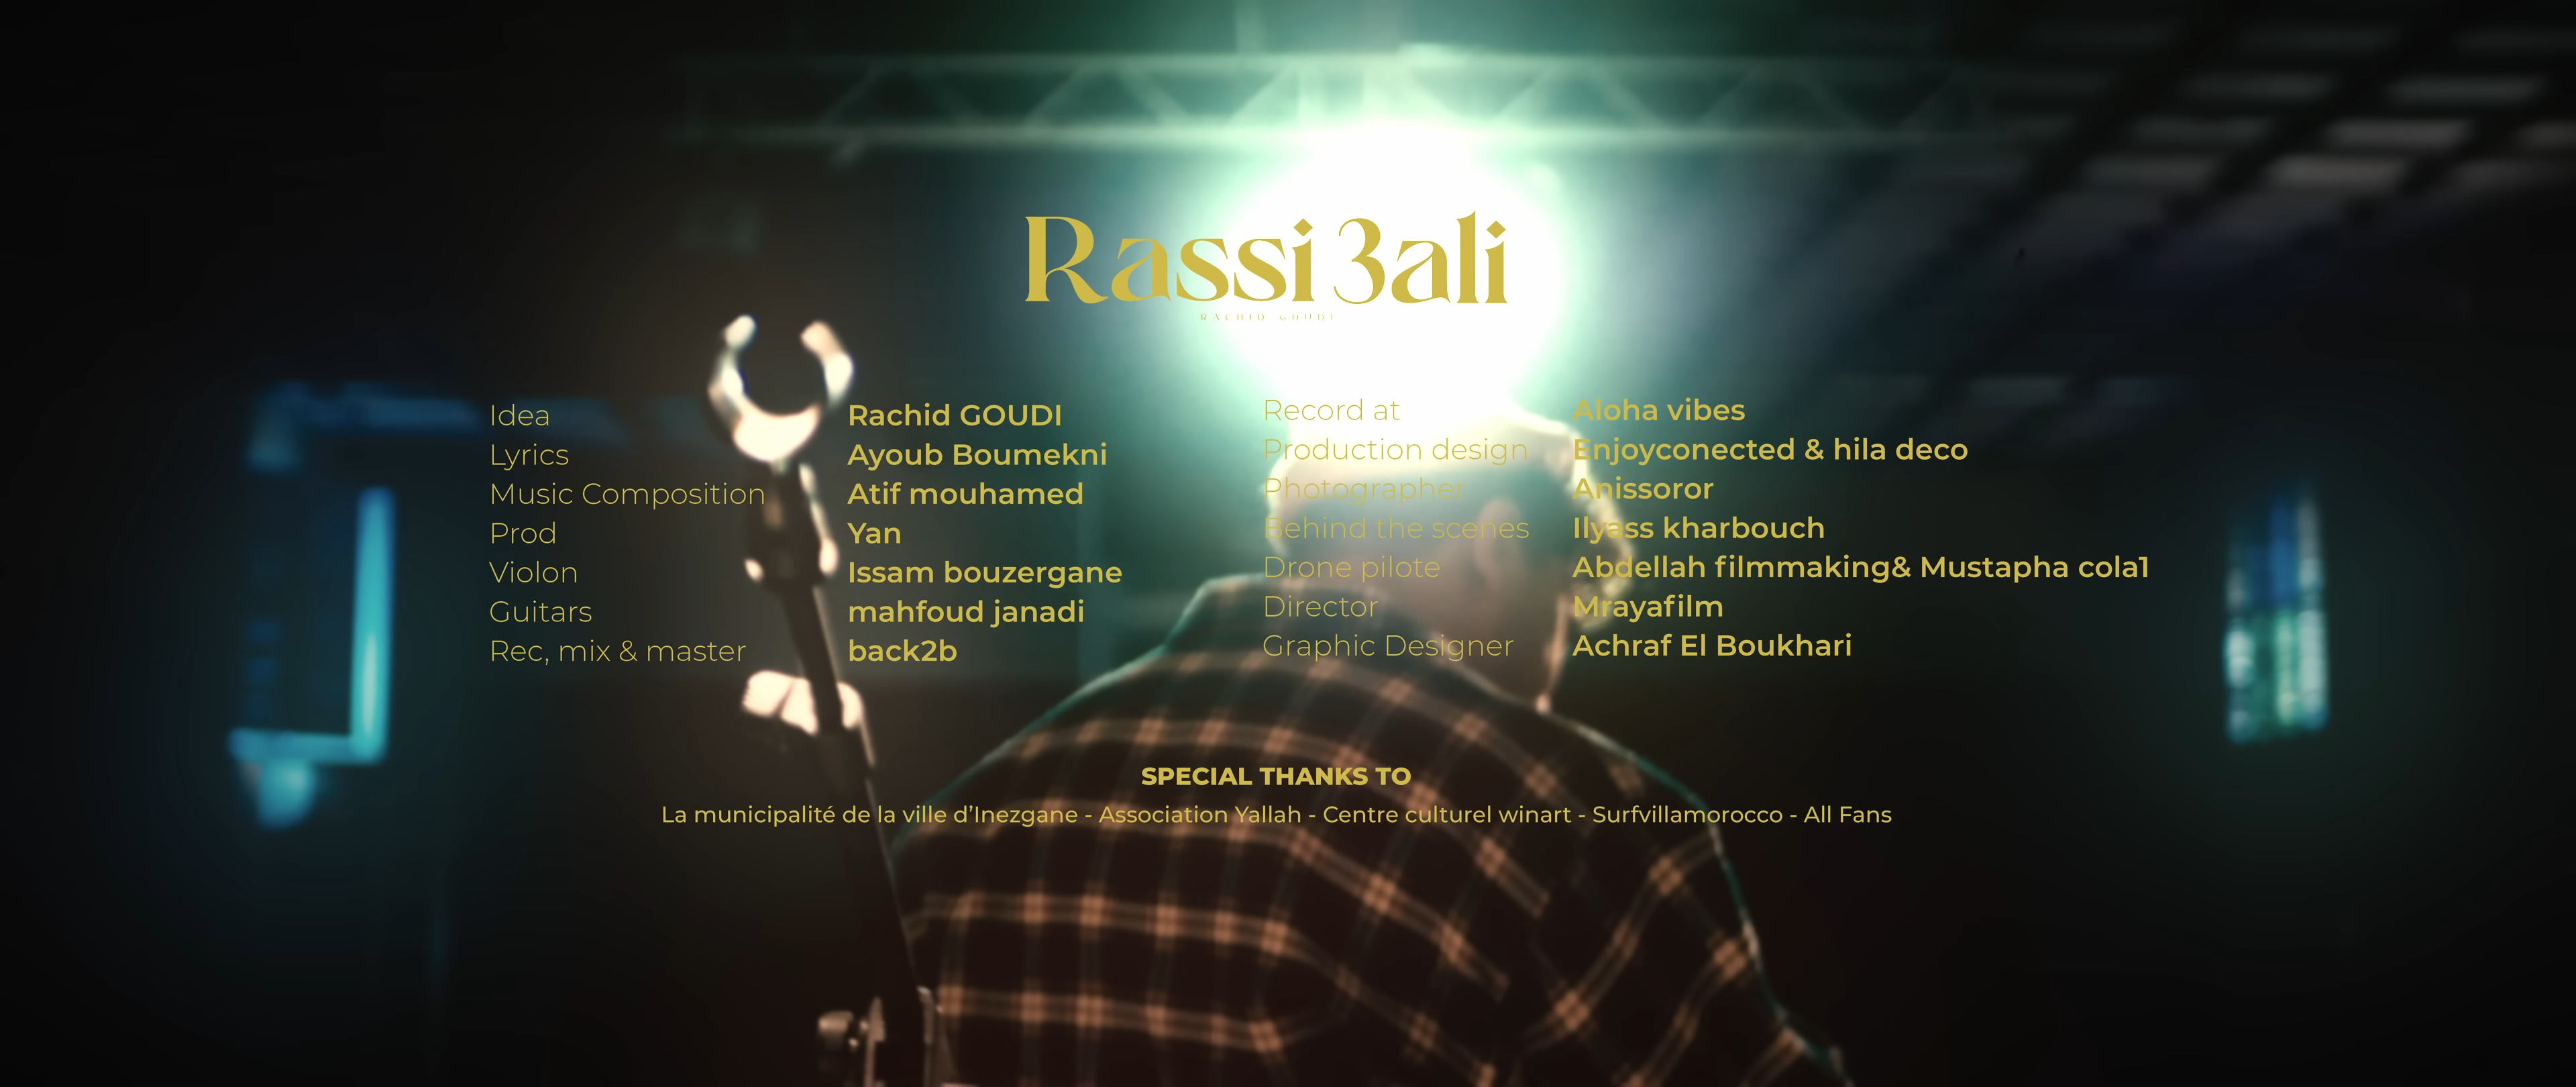 Rassi 3ali
RACHID GOUDI
Idea Rachid GOUDI
Lyrics Ayoub Boumekni
Music Composition Atif mouhamed
Prod Yan
Violon Issam bouzergane
Guitars mahfoud janadi
Rec, mix & master back2b
Record at Aloha vibes
Production design Enjoyconected & hila deco
Photographer Anissoror
Behind the scenes Ilyass kharbouch
Drone pilote Abdellah filmmaking& Mustapha cola1
Director Mrayafilm
Graphic Designer Achraf El Boukhari
SPECIAL THANKS TO
La municipalité de la ville d’Inezgane - Association Yallah - Centre culturel winart - Surfvillamorocco - All Fans